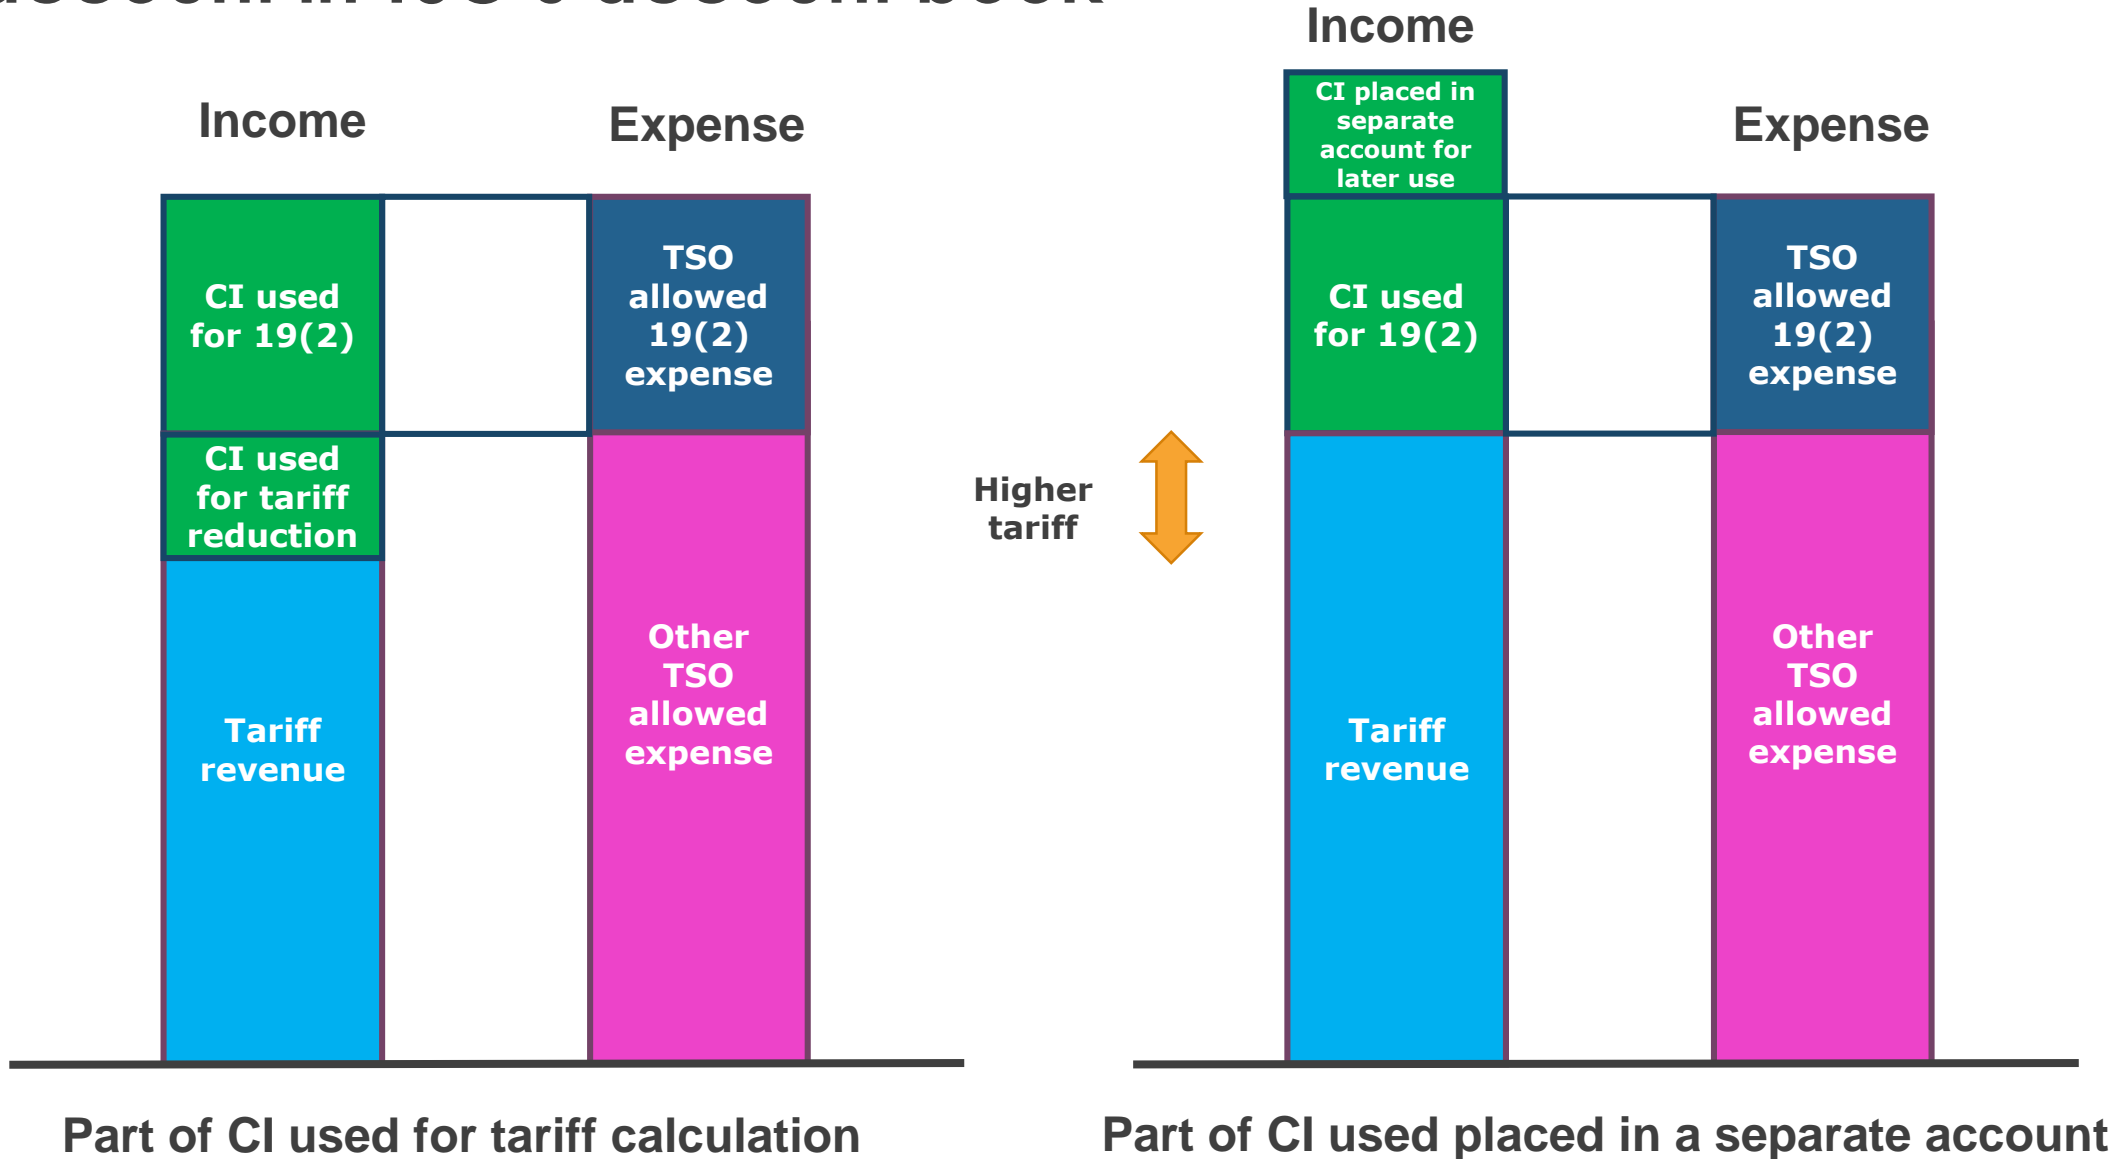 Income
Expense
CI used
for 19(2)
TSO
allowed
19(2)
expense
CI used
for tariff
reduction
Tariff
revenue
Other
TSO
allowed
expense
Part of CI used for tariff calculation
Higher
tariff
Income
Expense
CI placed in
separate
account for
later use
CI used
for 19(2)
TSO
allowed
19(2)
expense
Tariff
revenue
Other
TSO
allowed
expense
Part of CI used placed in a separate account